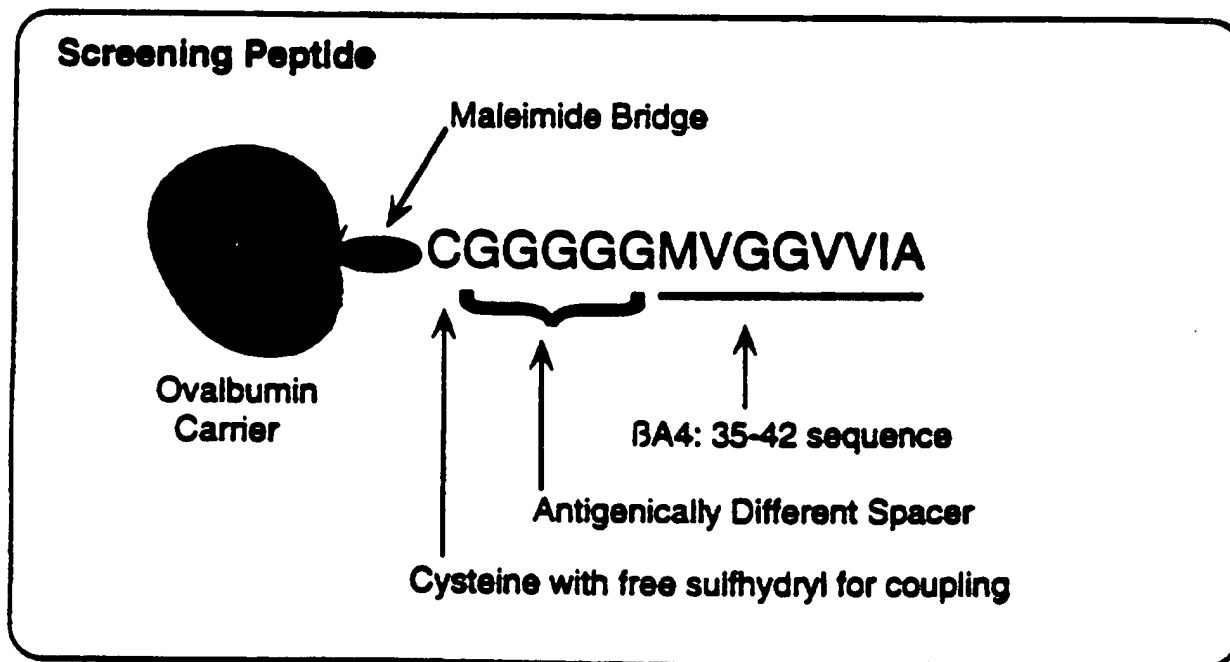 Screening Peptide
Maleimide Bridge
CGGGGGMVGGVVIA
Ovalbumin
Carrier
βA4: 35-42 sequence
Antigenically Different Spacer
Cysteine with free sulfhydryl for coupling